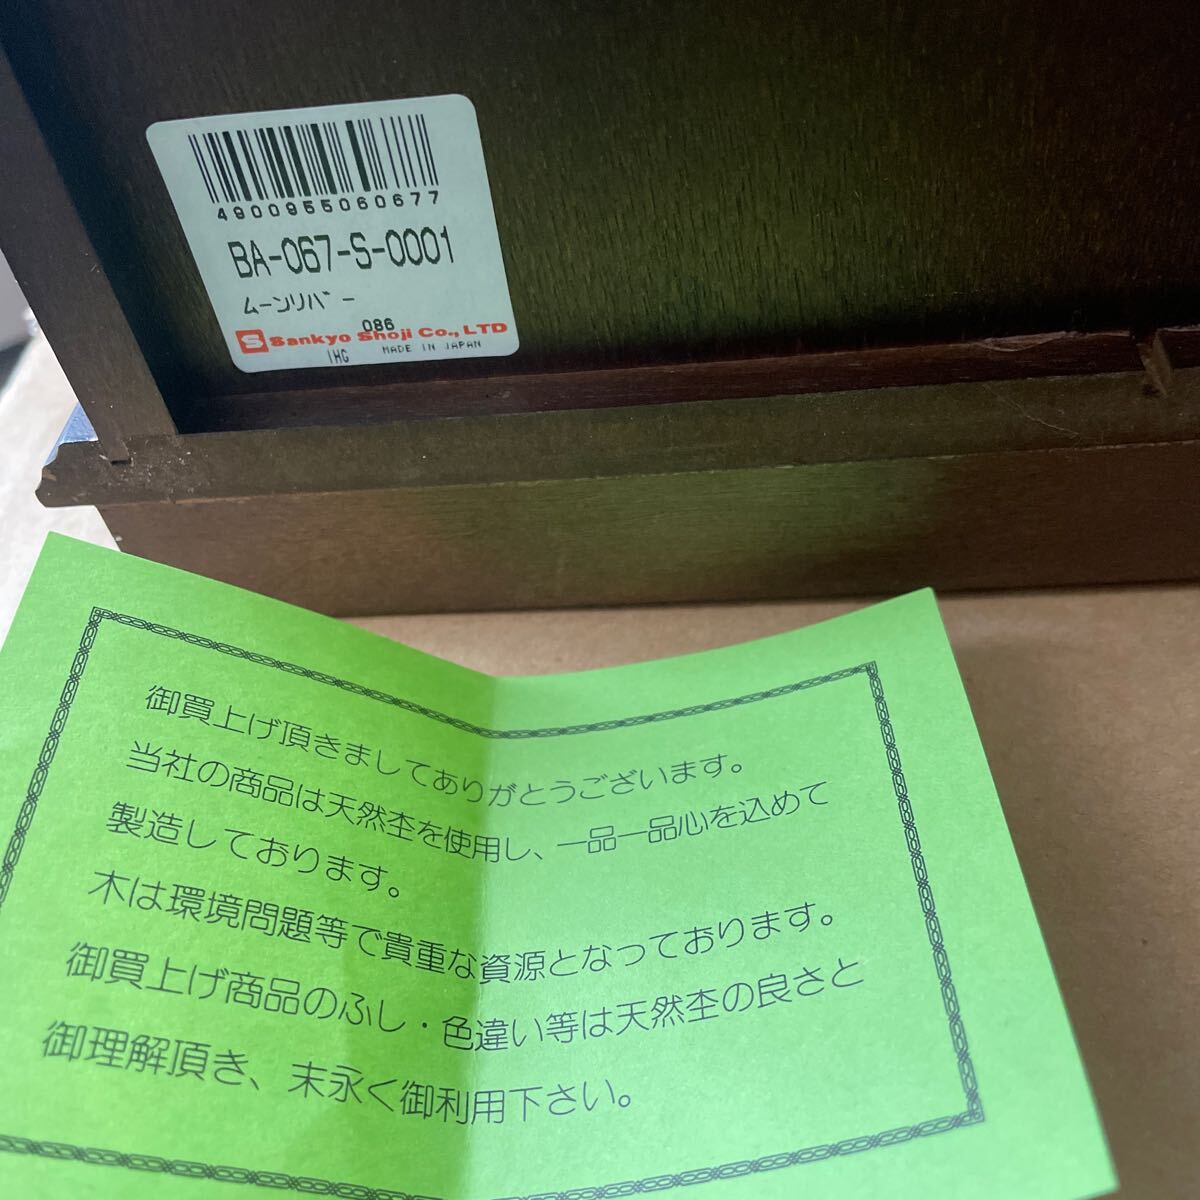 4900955060677
BA-067-S-0001
ムーンリバー
086
S Sankyo Shoji Co., LTD
1HG MADE IN JAPAN
御買上げ頂きましてありがとうございます。
当社の商品は天然杢を使用し、一品一品心を込めて
製造しております。
木は環境問題等で貴重な資源となっております。
御買上げ商品のふし・色違い等は天然杢の良さと
御理解頂き、末永く御利用下さい。